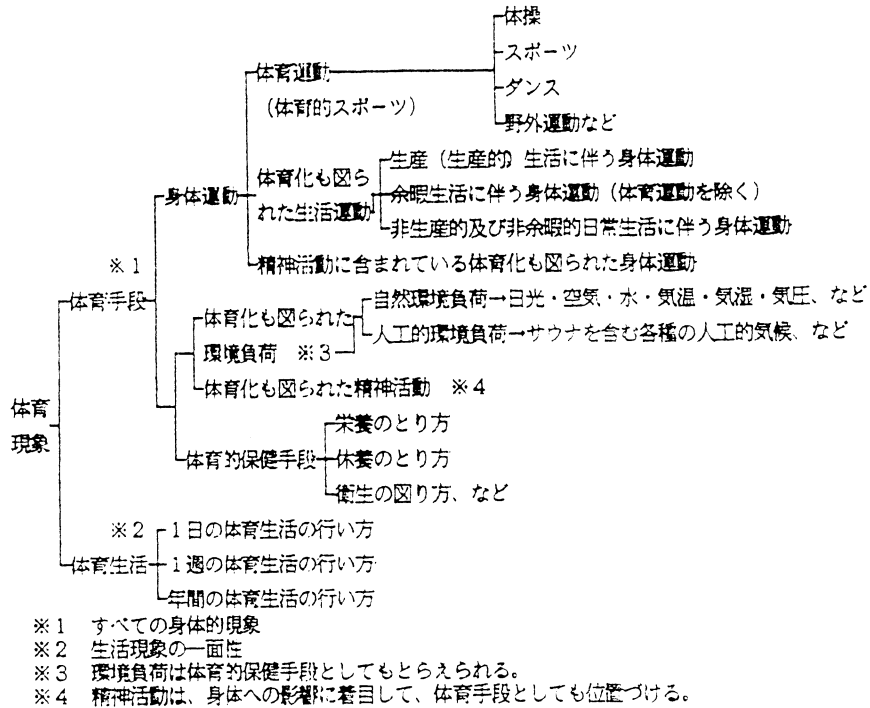 体操
スポーツ
体育運動
ダンス
(体育的スポーツ)
野外運動など
生産(生産的)生活に伴う身体運動
体育化も図ら
れた生活運動
余暇生活に伴う身体運動(体育運動を除く)
身体運動
非生産的及び非余暇的日常生活に伴う身体運動
精神活動に含まれている体育化も図られた身体運動
※1
体育手段
自然環境負荷→日光・空気・水・気温・気湿・気圧、など
体育化も図られた
環境負荷 ※3
人工的環境負荷→サウナを含む各種の人工的気候、など
体育化も図られた精神活動 ※4
体育
現象
栄養のとり方
体育的保健手段
休養のとり方
衛生の図り方、など
※2
1日の体育生活の行い方
体育生活
1週の体育生活の行い方
年間の体育生活の行い方
※1 すべての身体的現象
※2 生活現象の一面性
※3 環境負荷は体育的保健手段としてもとらえられる。
※4 精神活動は、身体への影響に着目して、体育手段としても位置づける。